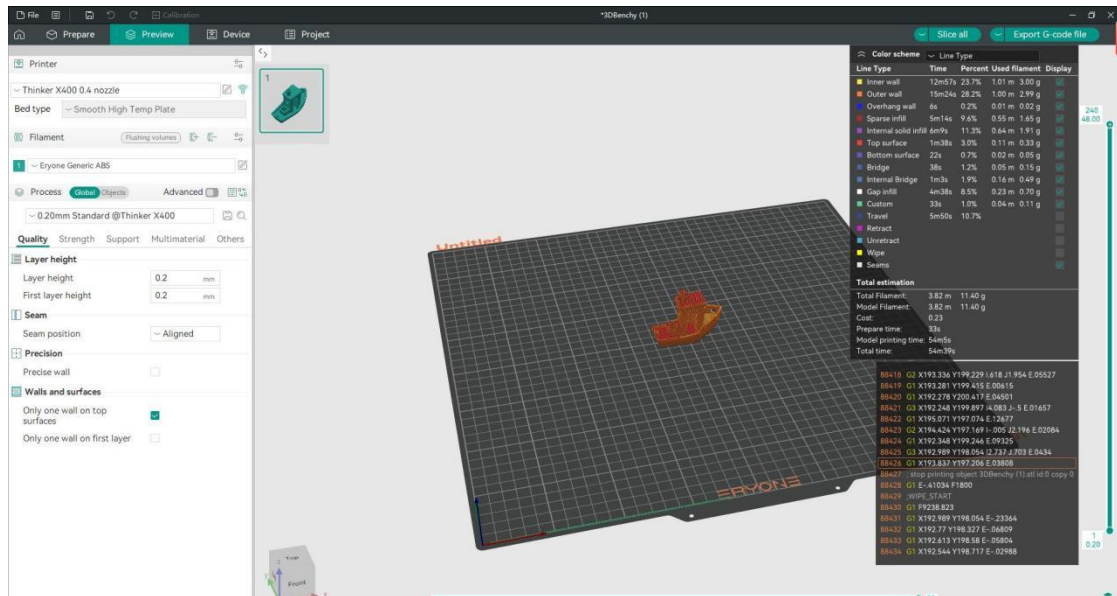 File
Calibration
*3DBenchy (1)
Prepare
Preview
Device
Project
Slice all
Export G-code file
Printer
Thinker X400 0.4 nozzle
Bed type Smooth High Temp Plate
Filament Flushing volumes
1 Eryone Generic ABS
Process Global Objects Advanced
0.20mm Standard @Thinker X400
Quality Strength Support Multimaterial Others
Layer height
Layer height 0.2 mm
First layer height 0.2 mm
Seam
Seam position Aligned
Precision
Precise wall
Walls and surfaces
Only one wall on top
surfaces
Only one wall on first layer
1
Untitled
ERYONE
Top
Front
Color scheme Line Type
Line Type Time Percent Used filament Display
Inner wall 12m57s 23.7% 1.01 m 3.00 g
Outer wall 15m24s 28.2% 1.00 m 2.99 g
Overhang wall 6s 0.2% 0.01 m 0.02 g
Sparse infill 5m14s 9.6% 0.55 m 1.65 g
Internal solid infill 6m9s 11.3% 0.64 m 1.91 g
Top surface 1m38s 3.0% 0.11 m 0.33 g
Bottom surface 22s 0.7% 0.02 m 0.05 g
Bridge 38s 1.2% 0.05 m 0.15 g
Internal Bridge 1m3s 1.9% 0.16 m 0.49 g
Gap infill 4m38s 8.5% 0.23 m 0.70 g
Custom 33s 1.0% 0.04 m 0.11 g
Travel 5m50s 10.7%
Retract
Unretract
Wipe
Seams
Total estimation
Total Filament: 3.82 m 11.40 g
Model Filament: 3.82 m 11.40 g
Cost: 0.23
Prepare time: 33s
Model printing time: 54m5s
Total time: 54m39s
88418 G2 X193.336 Y199.229 I.618 J1.954 E.05527
88419 G1 X193.281 Y199.415 E.00615
88420 G1 X192.278 Y200.417 E.04501
88421 G3 X192.248 Y199.897 I4.083 J-.5 E.01657
88422 G1 X195.071 Y197.074 E.12677
88423 G2 X194.424 Y197.169 I-.005 J2.196 E.02084
88424 G1 X192.348 Y199.246 E.09325
88425 G3 X192.989 Y198.054 I2.737 J.703 E.0434
88426 G1 X193.837 Y197.206 E.03808
88427 ; stop printing object 3DBenchy (1).stl id:0 copy 0
88428 G1 E-.41034 F1800
88429 ;WIPE_START
88430 G1 F9238.823
88431 G1 X192.989 Y198.054 E-.23364
88432 G1 X192.77 Y198.327 E-.06809
88433 G1 X192.613 Y198.58 E-.05804
88434 G1 X192.544 Y198.717 E-.02988
240
48.00
1
0.20